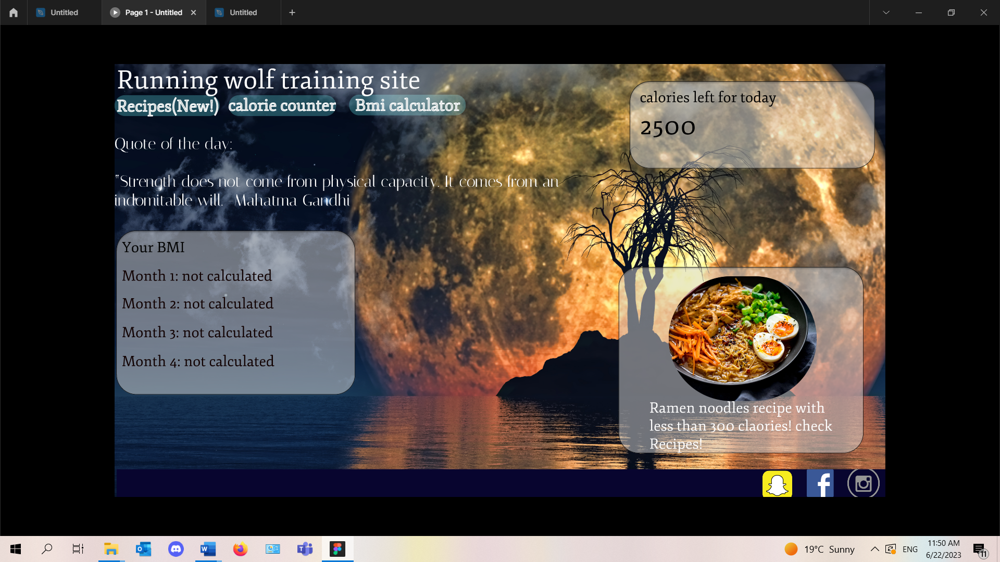 Untitled
Page 1 - Untitled
Untitled
Running wolf training site
Recipes(New!) calorie counter Bmi calculator
calories left for today
2500
Quote of the day:
"Strength does not come from physical capacity. It comes from an
indomitable will. -Mahatma Gandhi
Your BMI
Month 1: not calculated
Month 2: not calculated
Month 3: not calculated
Month 4: not calculated
Ramen noodles recipe with
less than 300 claories! check
Recipes!
19°C Sunny
ENG
11:50 AM
6/22/2023
11